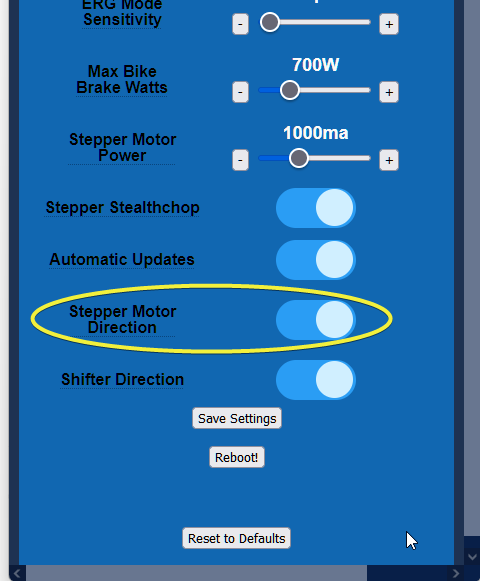 ERG Mode
Sensitivity
-
+
700W
Max Bike
Brake Watts
-
+
1000ma
Stepper Motor
Power
-
+
Stepper Stealthchop
Automatic Updates
Stepper Motor
Direction
Shifter Direction
Save Settings
Reboot!
Reset to Defaults